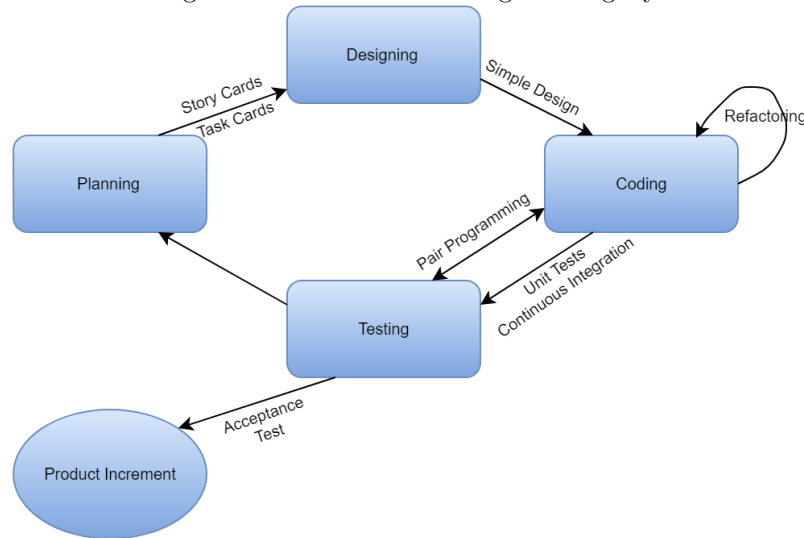 Designing
Story Cards
Task Cards
Simple Design
Refactoring
Planning
Coding
Pair Programming
Unit Tests
Continuous Integration
Testing
Acceptance
Test
Product Increment